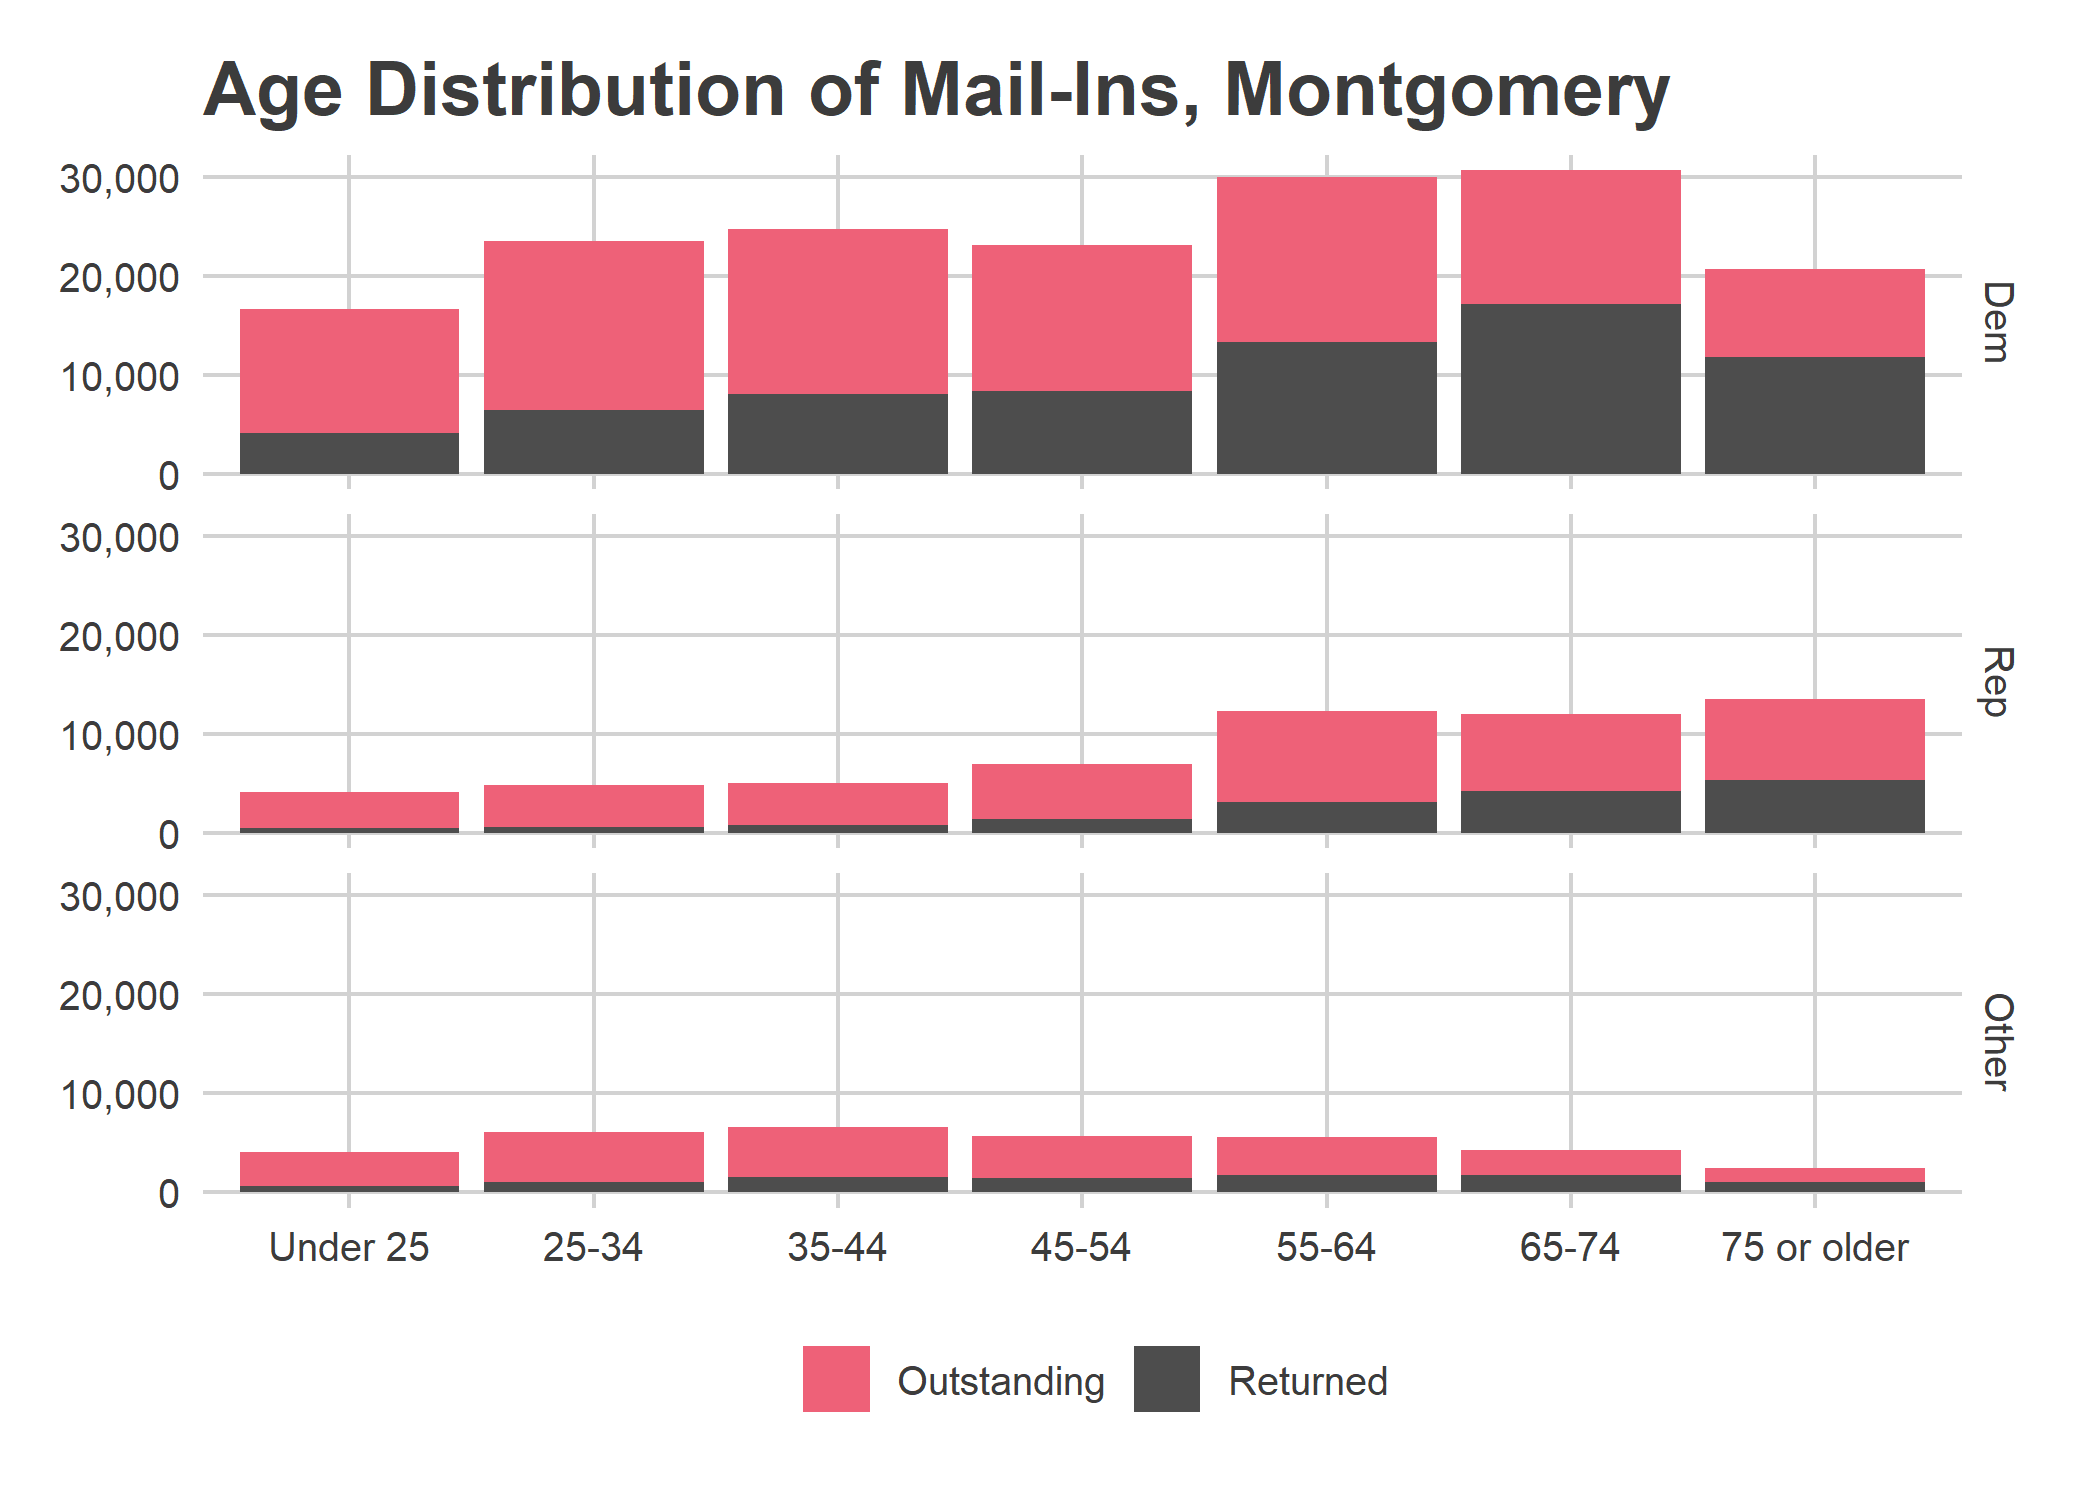 Age Distribution of Mail-Ins, Montgomery
30,000
20,000
10,000
0
Dem
30,000
20,000
10,000
0
Rep
30,000
20,000
10,000
0
Other
Under 25 25-34 35-44 45-54 55-64 65-74 75 or older
Outstanding Returned